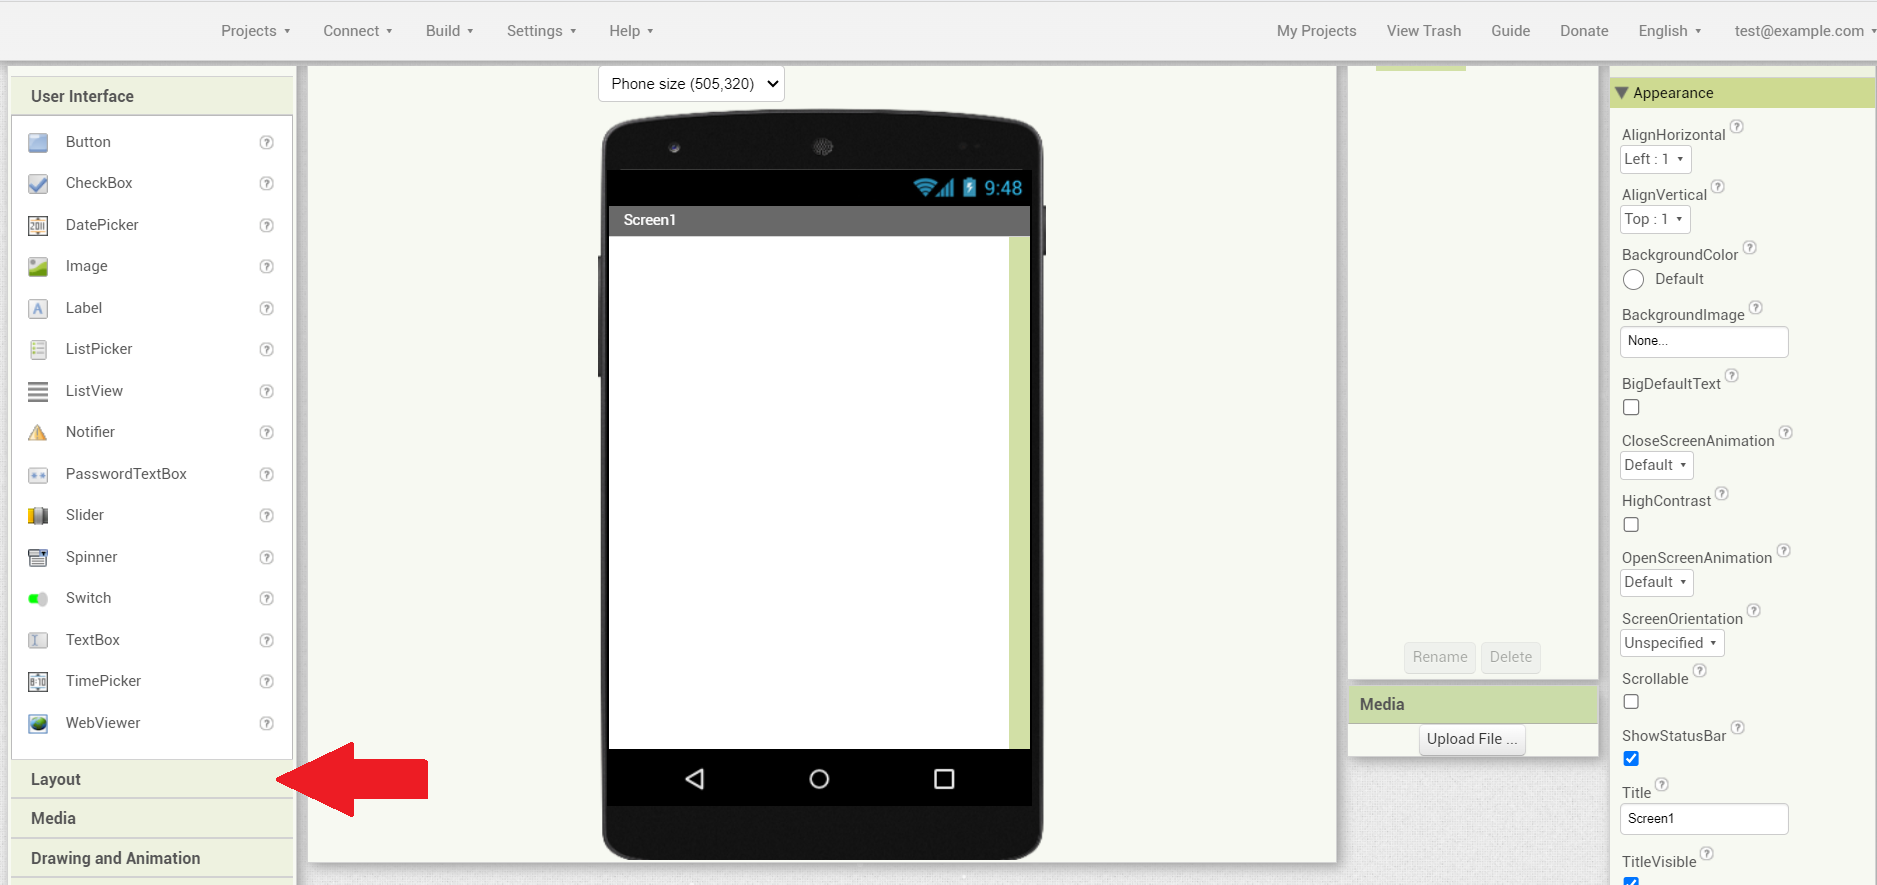 Projects ▾ Connect ▾ Build ▾ Settings ▾ Help ▾ My Projects View Trash Guide Donate English ▾ test@example.com ▾
User Interface
Button
CheckBox
DatePicker
Image
Label
ListPicker
ListView
Notifier
PasswordTextBox
Slider
Spinner
Switch
TextBox
TimePicker
WebViewer
Layout
Media
Drawing and Animation
Phone size (505,320)
9:48
Screen1
Rename Delete
Media
Upload File ...
Appearance
AlignHorizontal
Left : 1 ▾
AlignVertical
Top : 1 ▾
BackgroundColor
Default
BackgroundImage
None...
BigDefaultText
CloseScreenAnimation
Default ▾
HighContrast
OpenScreenAnimation
Default ▾
ScreenOrientation
Unspecified ▾
Scrollable
ShowStatusBar
Title
Screen1
TitleVisible